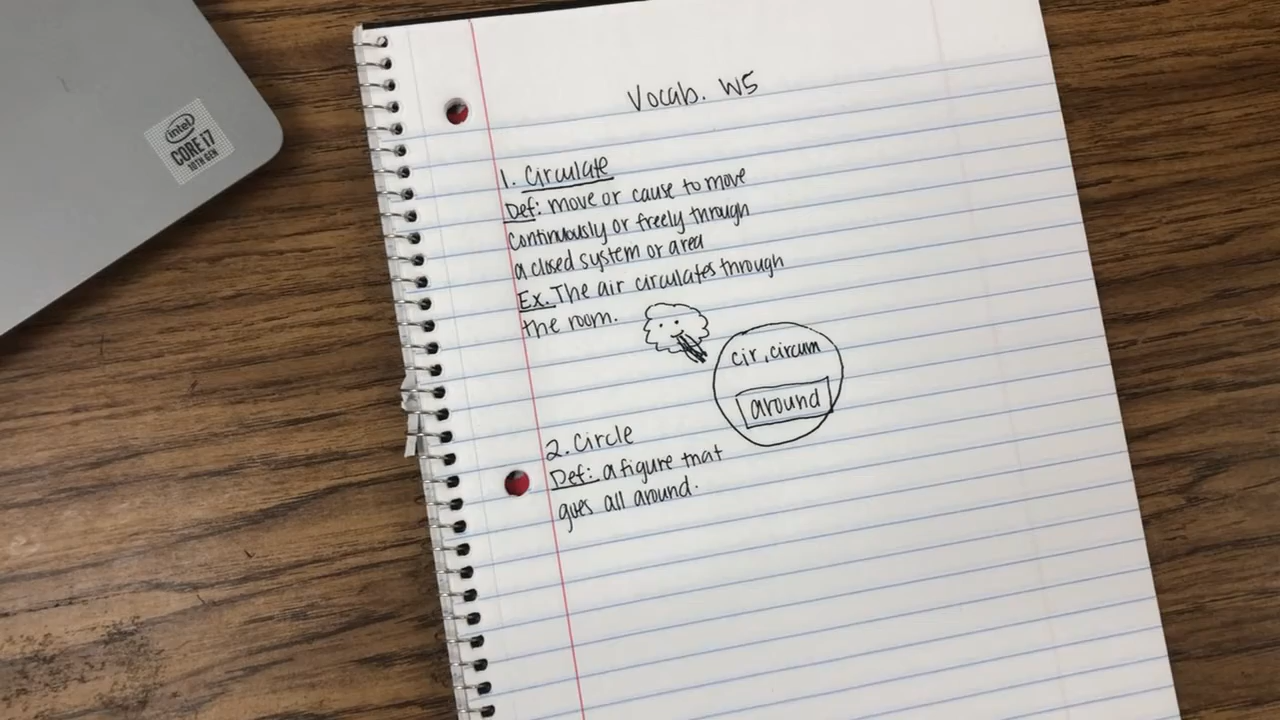 intel
CORE i7
10TH GEN
Vocab. W5
1. Circulate
Def: move or cause to move
continuously or freely through
a closed system or area
Ex. The air circulates through
the room.
cir, circum
around
2. Circle
Def: a figure that
goes all around.